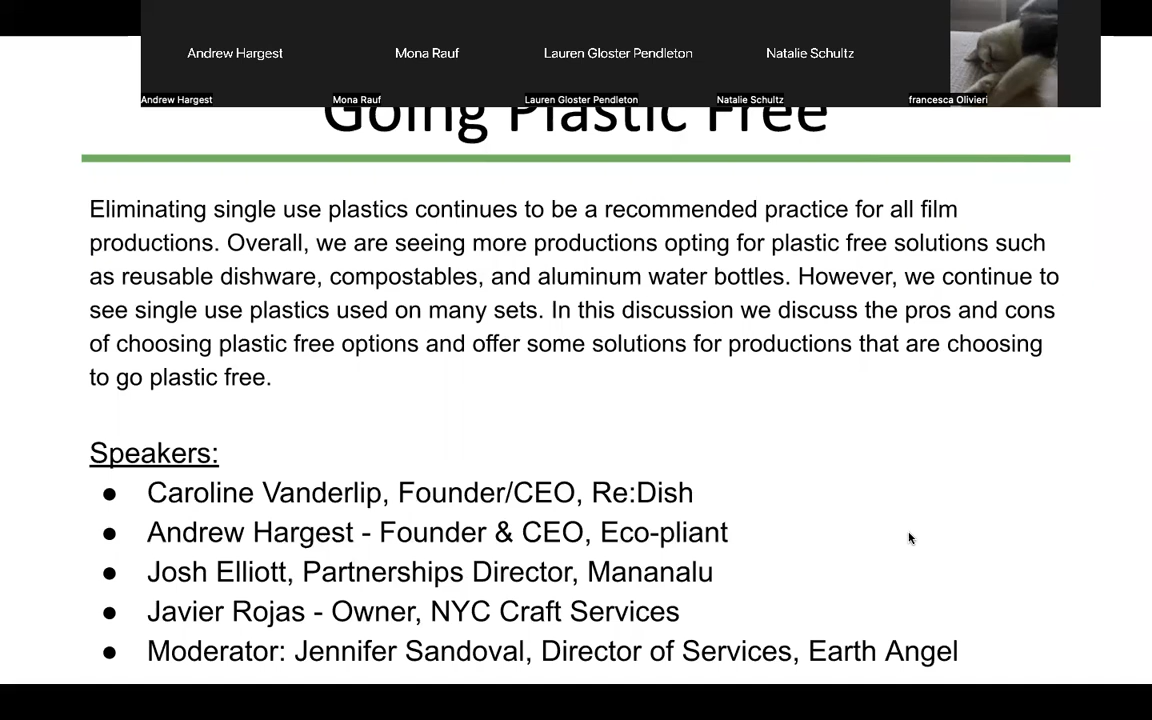 Andrew Hargest Mona Rauf Lauren Gloster Pendleton Natalie Schultz
Andrew Hargest Mona Rauf Lauren Gloster Pendleton Natalie Schultz francesca Olivieri
Going Plastic Free
Eliminating single use plastics continues to be a recommended practice for all film
productions. Overall, we are seeing more productions opting for plastic free solutions such
as reusable dishware, compostables, and aluminum water bottles. However, we continue to
see single use plastics used on many sets. In this discussion we discuss the pros and cons
of choosing plastic free options and offer some solutions for productions that are choosing
to go plastic free.
Speakers:
● Caroline Vanderlip, Founder/CEO, Re:Dish
● Andrew Hargest - Founder & CEO, Eco-pliant
● Josh Elliott, Partnerships Director, Mananalu
● Javier Rojas - Owner, NYC Craft Services
● Moderator: Jennifer Sandoval, Director of Services, Earth Angel